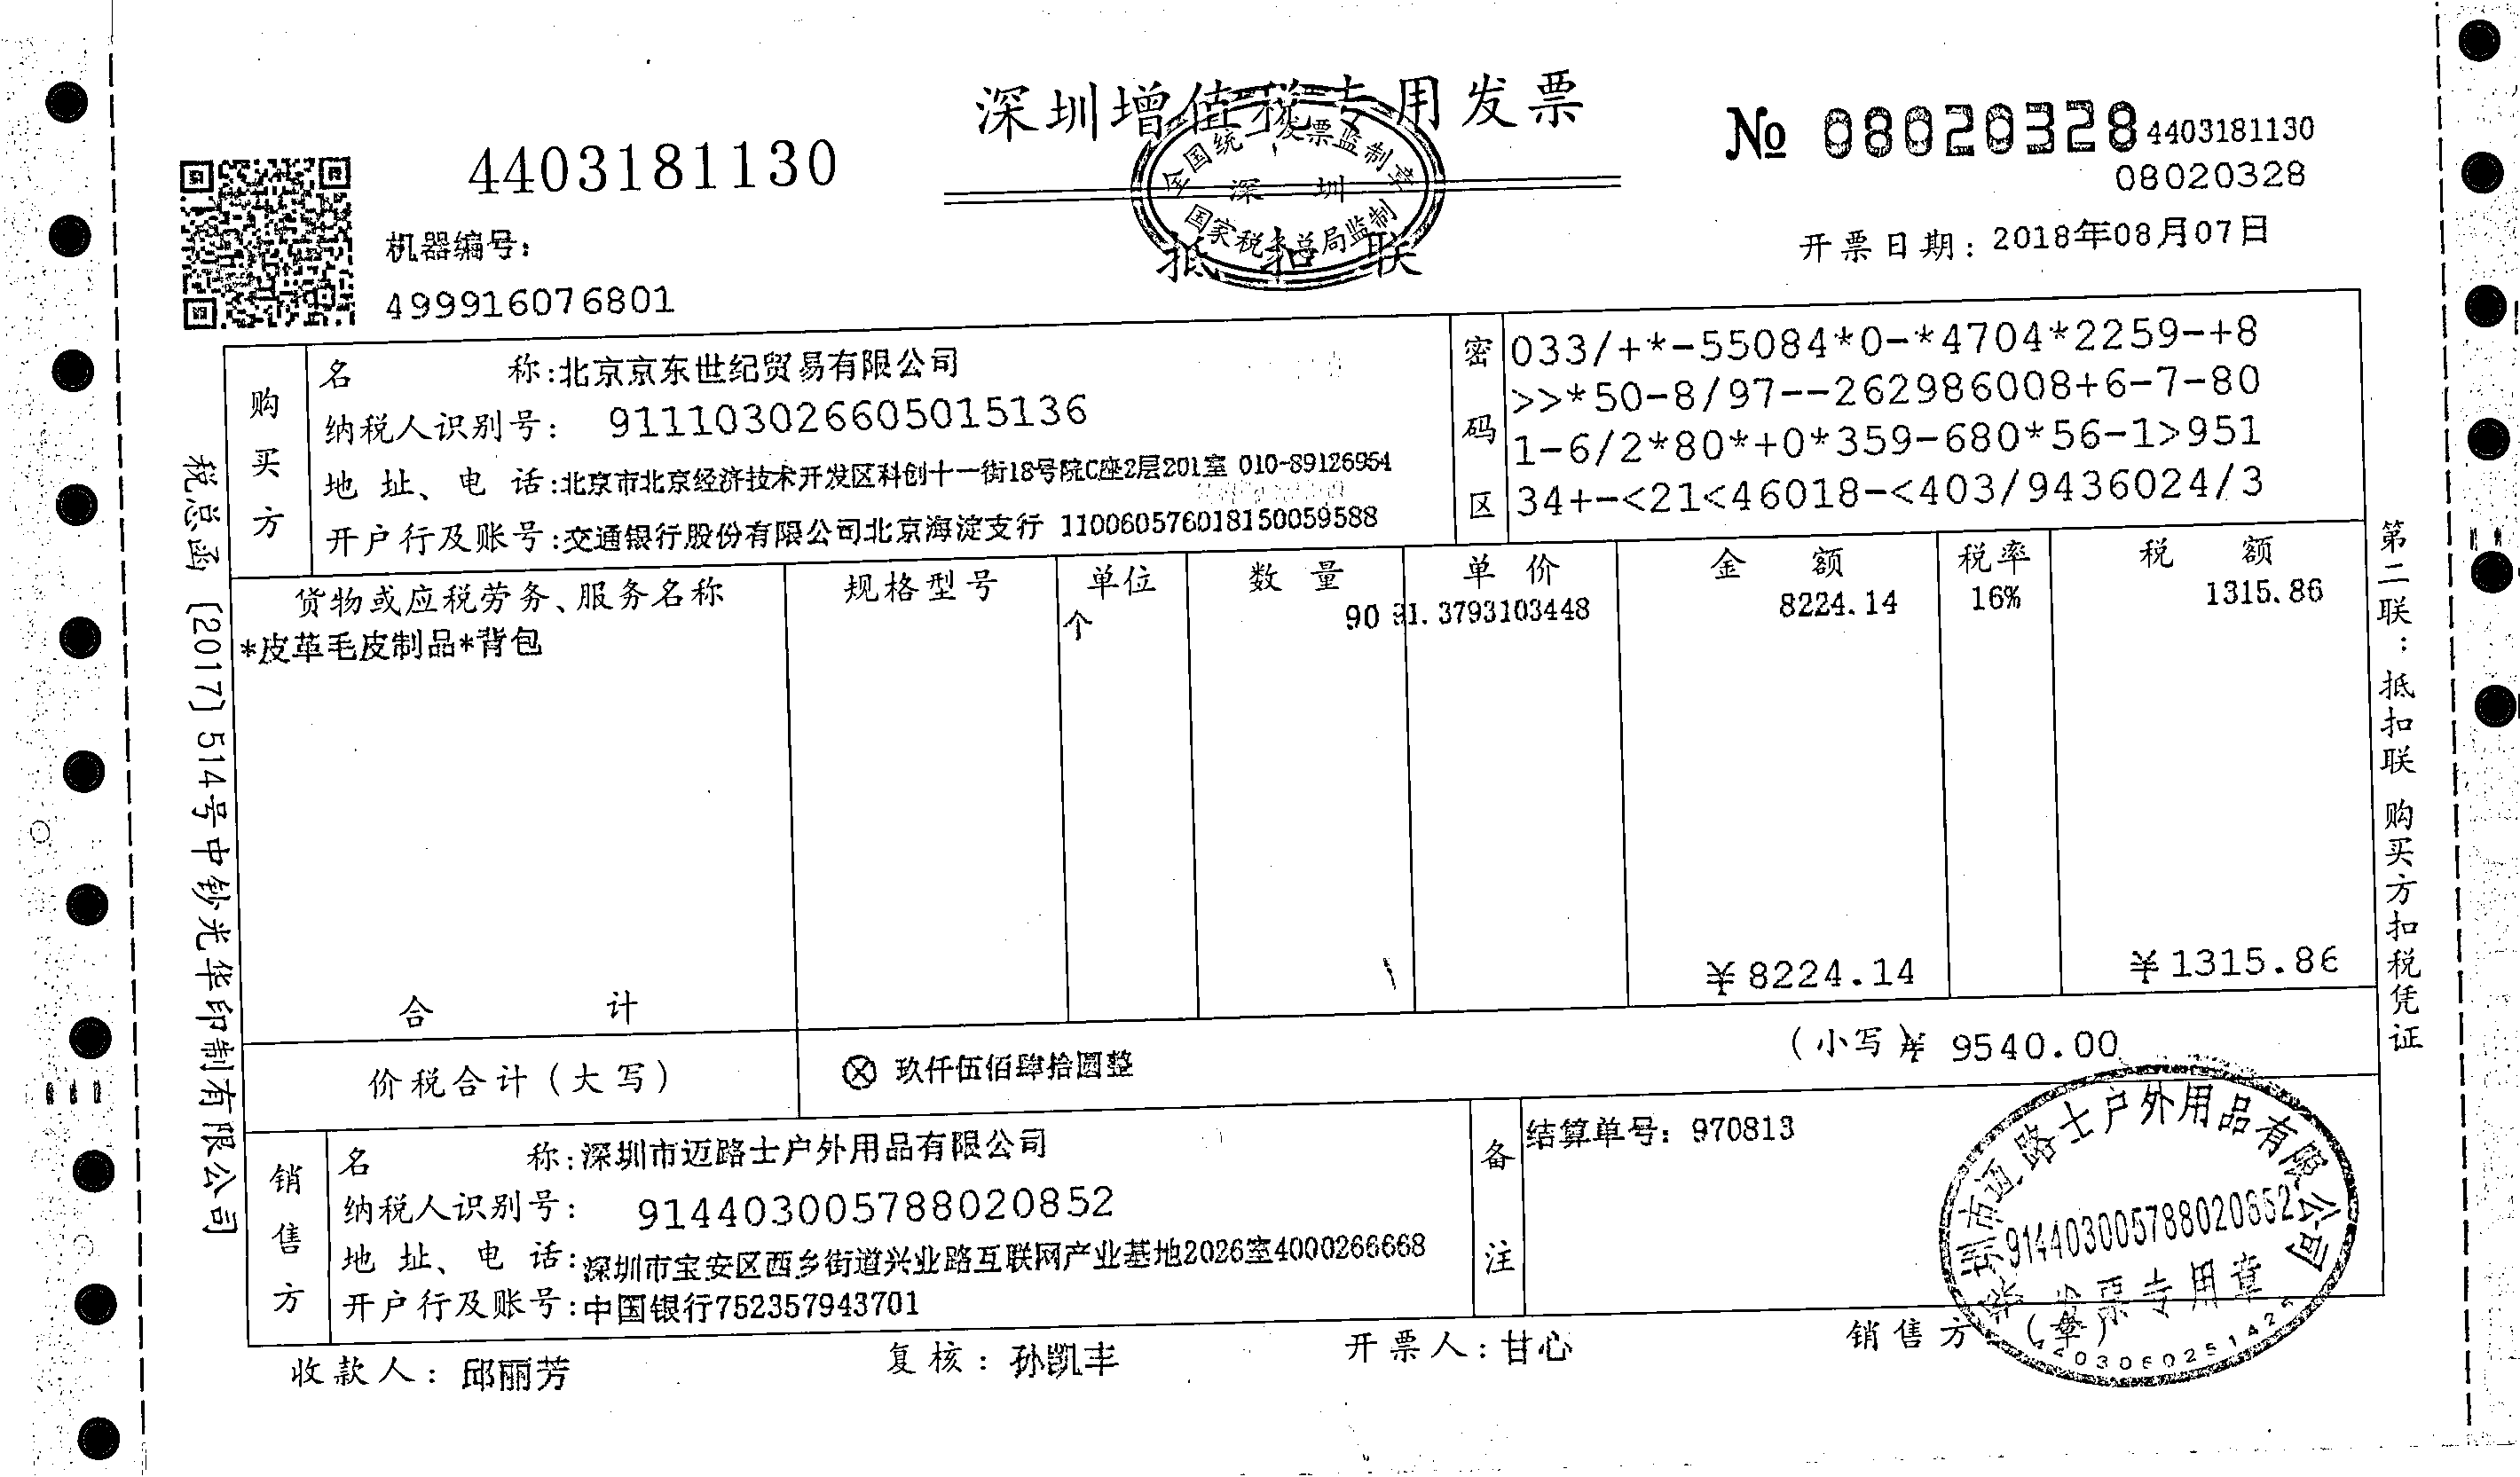 深圳增值税专用发票
全国统一发票监制章
深 圳
国家税务总局监制
抵扣联
4403181130
№ 08020328
4403181130
08020328
机器编号:
499916076801
开票日期: 2018年08月07日
购买方
名 称:北京京东世纪贸易有限公司
纳税人识别号: 911103026605015136
地址、电话:北京市北京经济技术开发区科创十一街18号院C座2层201室 010-89126954
开户行及账号:交通银行股份有限公司北京海淀支行 110060576018150059588
密码区
033/+*-55084*0-*4704*2259-+8
>>*50-8/97--262986008+6-7-80
1-6/2*80*+0*359-680*56-1>951
34+-<21<46018-<403/9436024/3
货物或应税劳务、服务名称 规格型号 单位 数量 单价 金额 税率 税额
*皮革毛皮制品*背包 个 90 91.3793103448 8224.14 16% 1315.86
合 计 ¥8224.14 ¥1315.86
价税合计(大写) ⊗ 玖仟伍佰肆拾圆整 (小写)¥ 9540.00
销售方
名 称:深圳市迈路士户外用品有限公司
纳税人识别号: 914403005788020852
地址、电话:深圳市宝安区西乡街道兴业路互联网产业基地2026室4000266668
开户行及账号:中国银行752357943701
备注
结算单号: 970813
收款人: 邱丽芳 复核: 孙凯丰 开票人: 甘心 销售方:(章)
深圳市迈路士户外用品有限公司
914403005788020852
发票专用章
税总函[2017]514号中钞光华印制有限公司
第二联:抵扣联 购买方扣税凭证